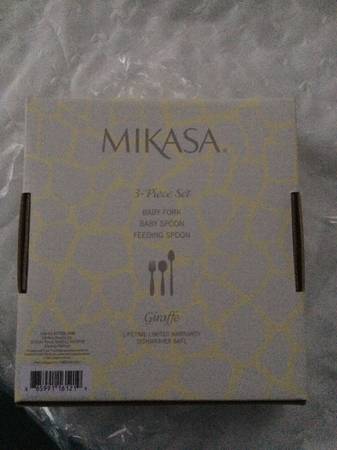 MIKASA®
3-Piece Set
BABY FORK
BABY SPOON
FEEDING SPOON
Giraffe
LIFETIME LIMITED WARRANTY
DISHWASHER SAFE